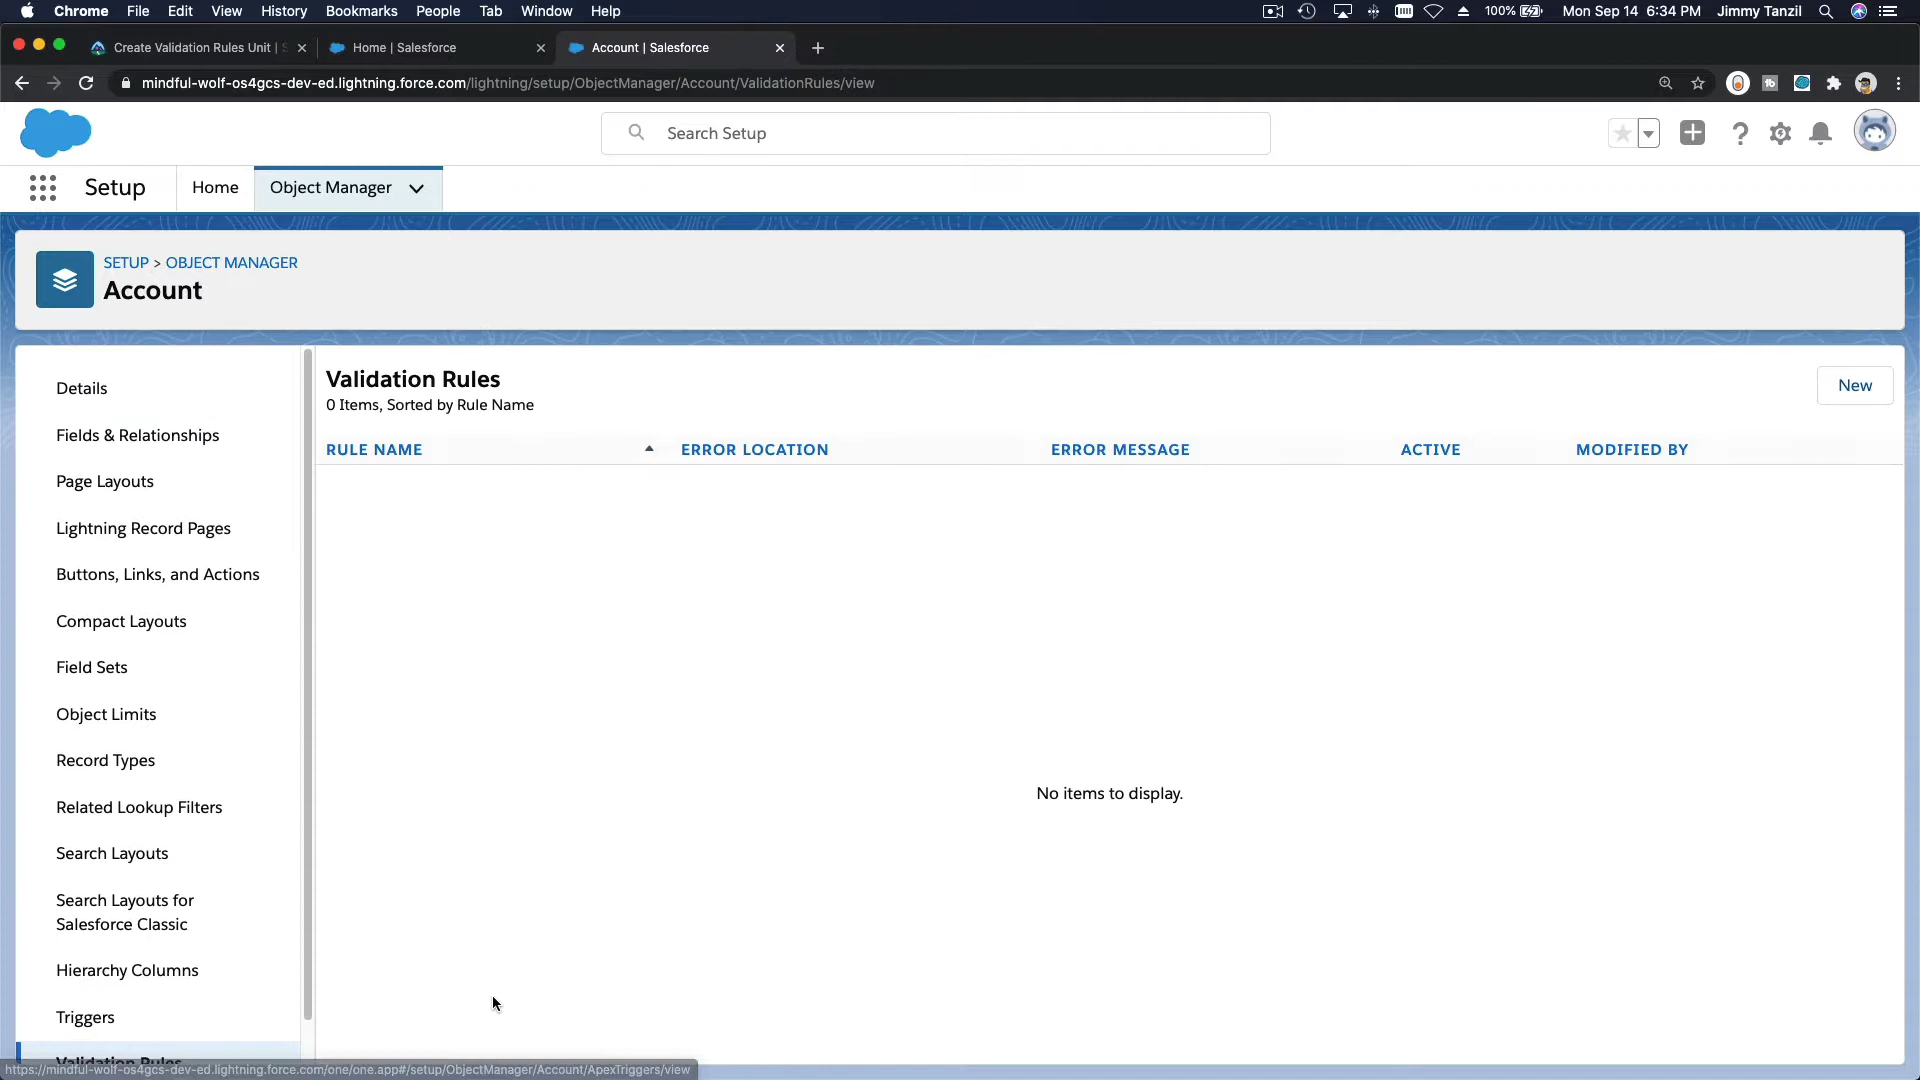 Chrome File Edit View History Bookmarks People Tab Window Help 100% Mon Sep 14 6:34 PM Jimmy Tanzil
Create Validation Rules Unit | S Home | Salesforce Account | Salesforce
mindful-wolf-os4gcs-dev-ed.lightning.force.com/lightning/setup/ObjectManager/Account/ValidationRules/view
Search Setup
Setup Home Object Manager
SETUP > OBJECT MANAGER
Account
Details
Fields & Relationships
Page Layouts
Lightning Record Pages
Buttons, Links, and Actions
Compact Layouts
Field Sets
Object Limits
Record Types
Related Lookup Filters
Search Layouts
Search Layouts for
Salesforce Classic
Hierarchy Columns
Triggers
Validation Rules
Validation Rules
0 Items, Sorted by Rule Name
New
RULE NAME ERROR LOCATION ERROR MESSAGE ACTIVE MODIFIED BY
No items to display.
https://mindful-wolf-os4gcs-dev-ed.lightning.force.com/one/one.app#/setup/ObjectManager/Account/ApexTriggers/view